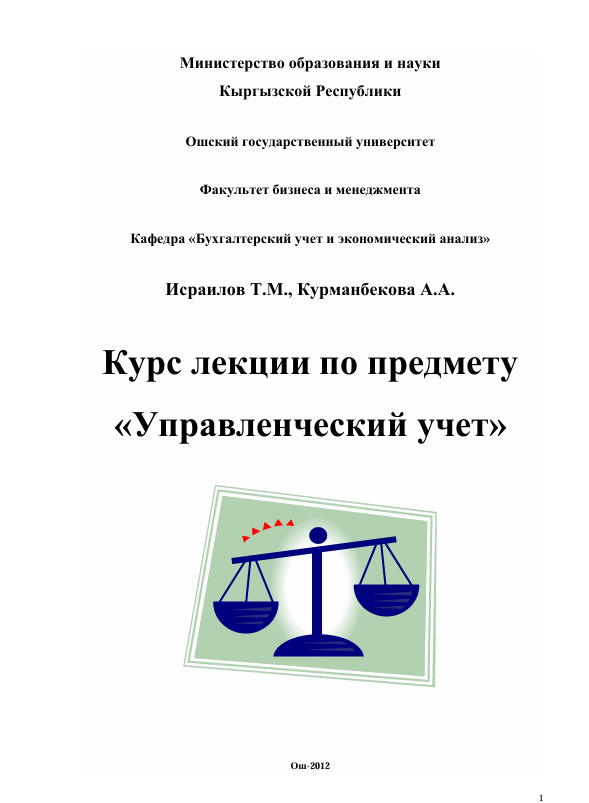 Министерство образования и науки
Кыргызской Республики
Ошский государственный университет
Факультет бизнеса и менеджмента
Кафедра «Бухгалтерский учет и экономический анализ»
Исраилов Т.М., Курманбекова А.А.
Курс лекции по предмету
«Управленческий учет»
Ош-2012
1